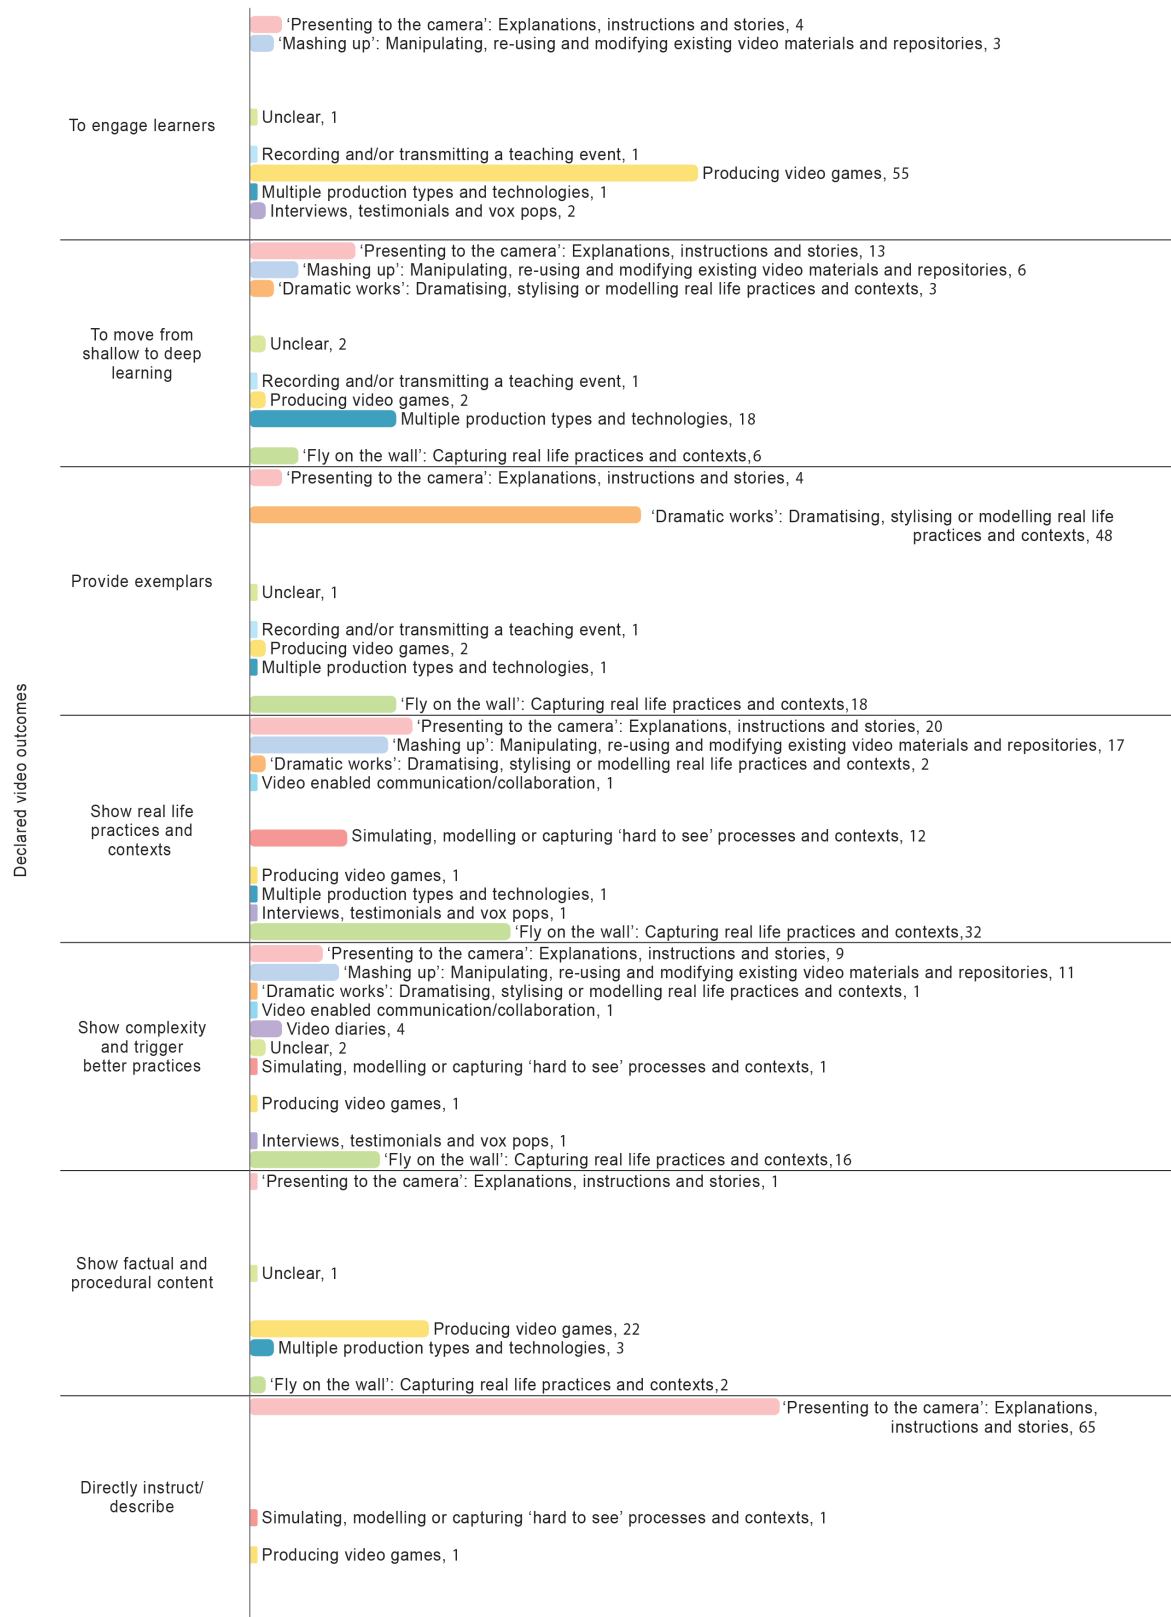 ‘Presenting to the camera’: Explanations, instructions and stories, 4
‘Mashing up’: Manipulating, re-using and modifying existing video materials and repositories, 3
To engage learners
Unclear, 1
Recording and/or transmitting a teaching event, 1
Producing video games, 55
Multiple production types and technologies, 1
Interviews, testimonials and vox pops, 2
‘Presenting to the camera’: Explanations, instructions and stories, 13
‘Mashing up’: Manipulating, re-using and modifying existing video materials and repositories, 6
‘Dramatic works’: Dramatising, stylising or modelling real life practices and contexts, 3
To move from
shallow to deep
learning
Unclear, 2
Recording and/or transmitting a teaching event, 1
Producing video games, 2
Multiple production types and technologies, 18
‘Fly on the wall’: Capturing real life practices and contexts,6
‘Presenting to the camera’: Explanations, instructions and stories, 4
‘Dramatic works’: Dramatising, stylising or modelling real life
practices and contexts, 48
Provide exemplars
Unclear, 1
Recording and/or transmitting a teaching event, 1
Producing video games, 2
Multiple production types and technologies, 1
‘Fly on the wall’: Capturing real life practices and contexts,18
Declared video outcomes
‘Presenting to the camera’: Explanations, instructions and stories, 20
‘Mashing up’: Manipulating, re-using and modifying existing video materials and repositories, 17
‘Dramatic works’: Dramatising, stylising or modelling real life practices and contexts, 2
Video enabled communication/collaboration, 1
Show real life
practices and
contexts
Simulating, modelling or capturing ‘hard to see’ processes and contexts, 12
Producing video games, 1
Multiple production types and technologies, 1
Interviews, testimonials and vox pops, 1
‘Fly on the wall’: Capturing real life practices and contexts,32
‘Presenting to the camera’: Explanations, instructions and stories, 9
‘Mashing up’: Manipulating, re-using and modifying existing video materials and repositories, 11
‘Dramatic works’: Dramatising, stylising or modelling real life practices and contexts, 1
Video enabled communication/collaboration, 1
Show complexity
and trigger
better practices
Video diaries, 4
Unclear, 2
Simulating, modelling or capturing ‘hard to see’ processes and contexts, 1
Producing video games, 1
Interviews, testimonials and vox pops, 1
‘Fly on the wall’: Capturing real life practices and contexts,16
‘Presenting to the camera’: Explanations, instructions and stories, 1
Show factual and
procedural content
Unclear, 1
Producing video games, 22
Multiple production types and technologies, 3
‘Fly on the wall’: Capturing real life practices and contexts,2
‘Presenting to the camera’: Explanations,
instructions and stories, 65
Directly instruct/
describe
Simulating, modelling or capturing ‘hard to see’ processes and contexts, 1
Producing video games, 1